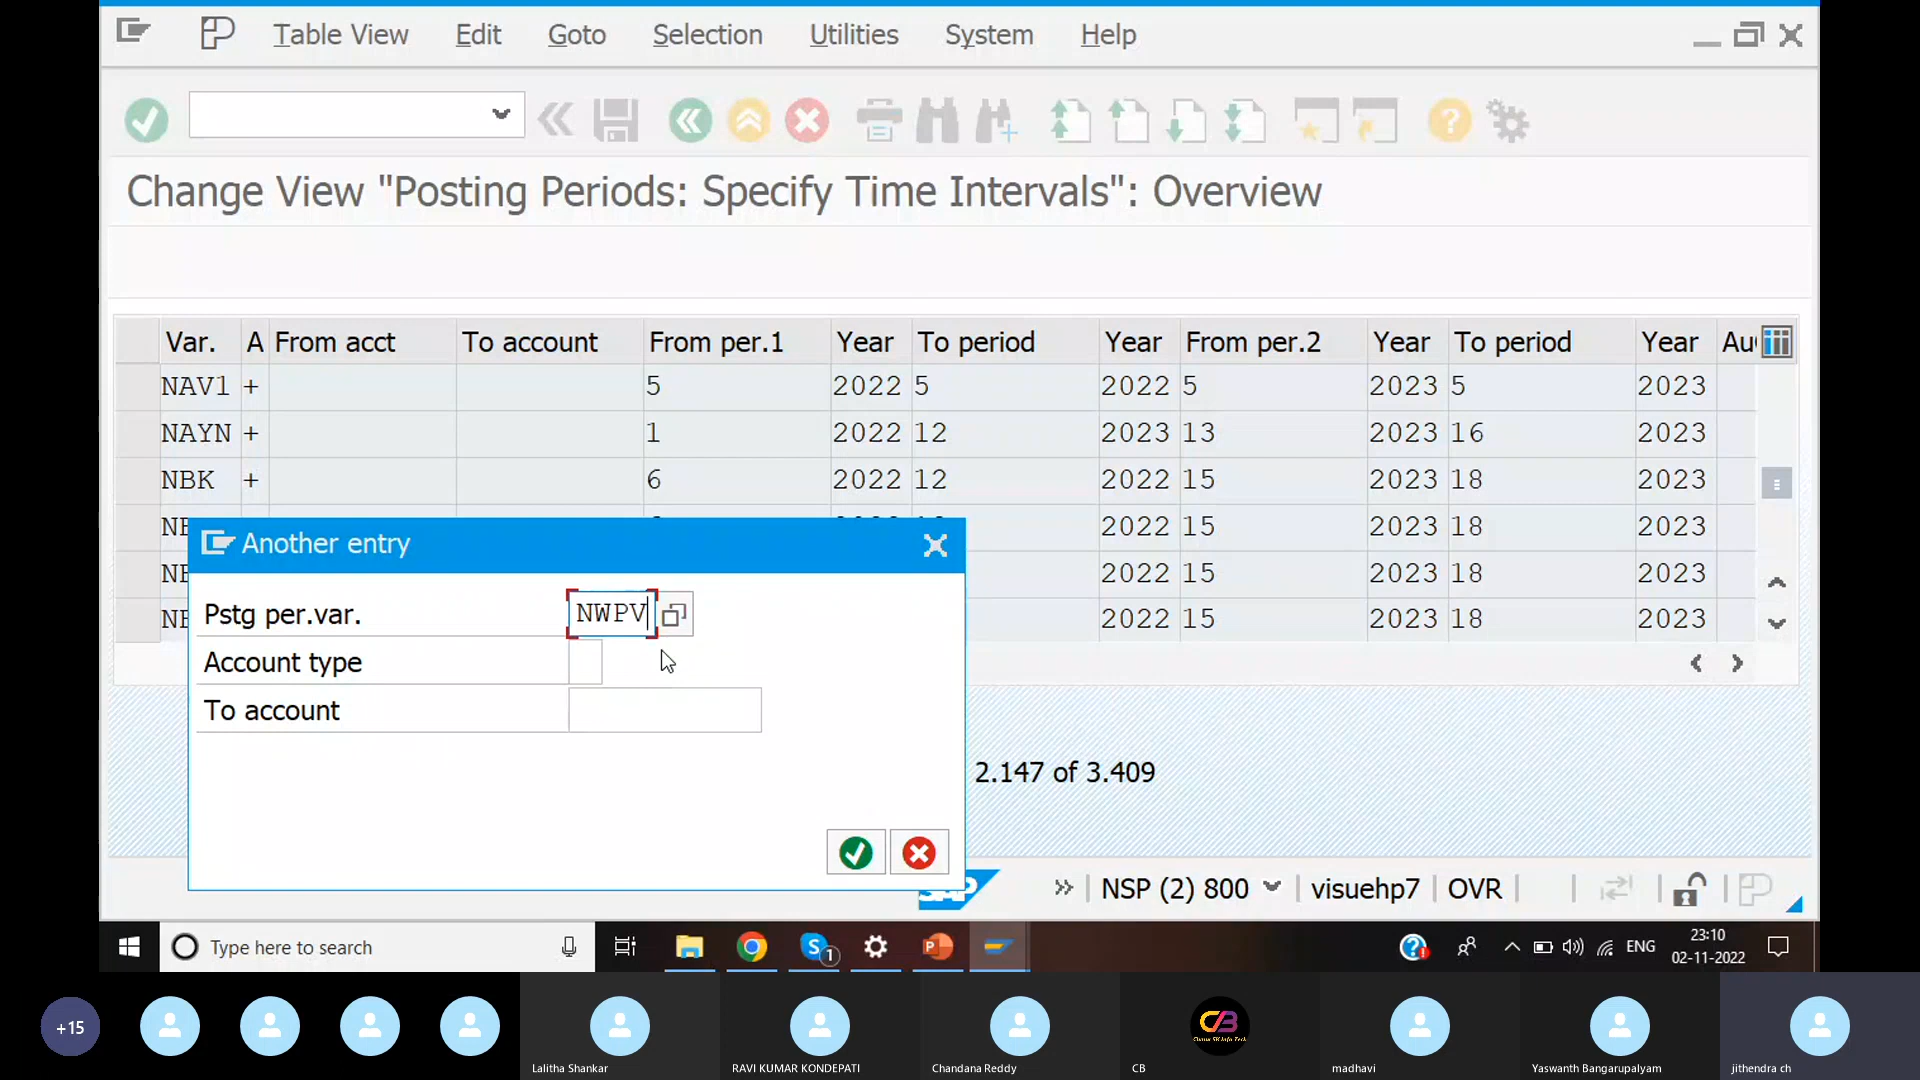 Table View Edit Goto Selection Utilities System Help
Change View "Posting Periods: Specify Time Intervals": Overview
Var. A From acct To account From per.1 Year To period Year From per.2 Year To period Year Au
NAV1 + 5 2022 5 2022 5 2023 5 2023
NAYN + 1 2022 12 2023 13 2023 16 2023
NBK + 6 2022 12 2022 15 2023 18 2023
2022 15 2023 18 2023
2022 15 2023 18 2023
2022 15 2023 18 2023
Another entry
Pstg per.var. NWPV
Account type
To account
2.147 of 3.409
SAP NSP (2) 800 visuehp7 OVR
Type here to search
1
ENG
23:10
02-11-2022
+15
CB
Lalitha Shankar RAVI KUMAR KONDEPATI Chandana Reddy CB madhavi Yaswanth Bangarupalyam jithendra ch